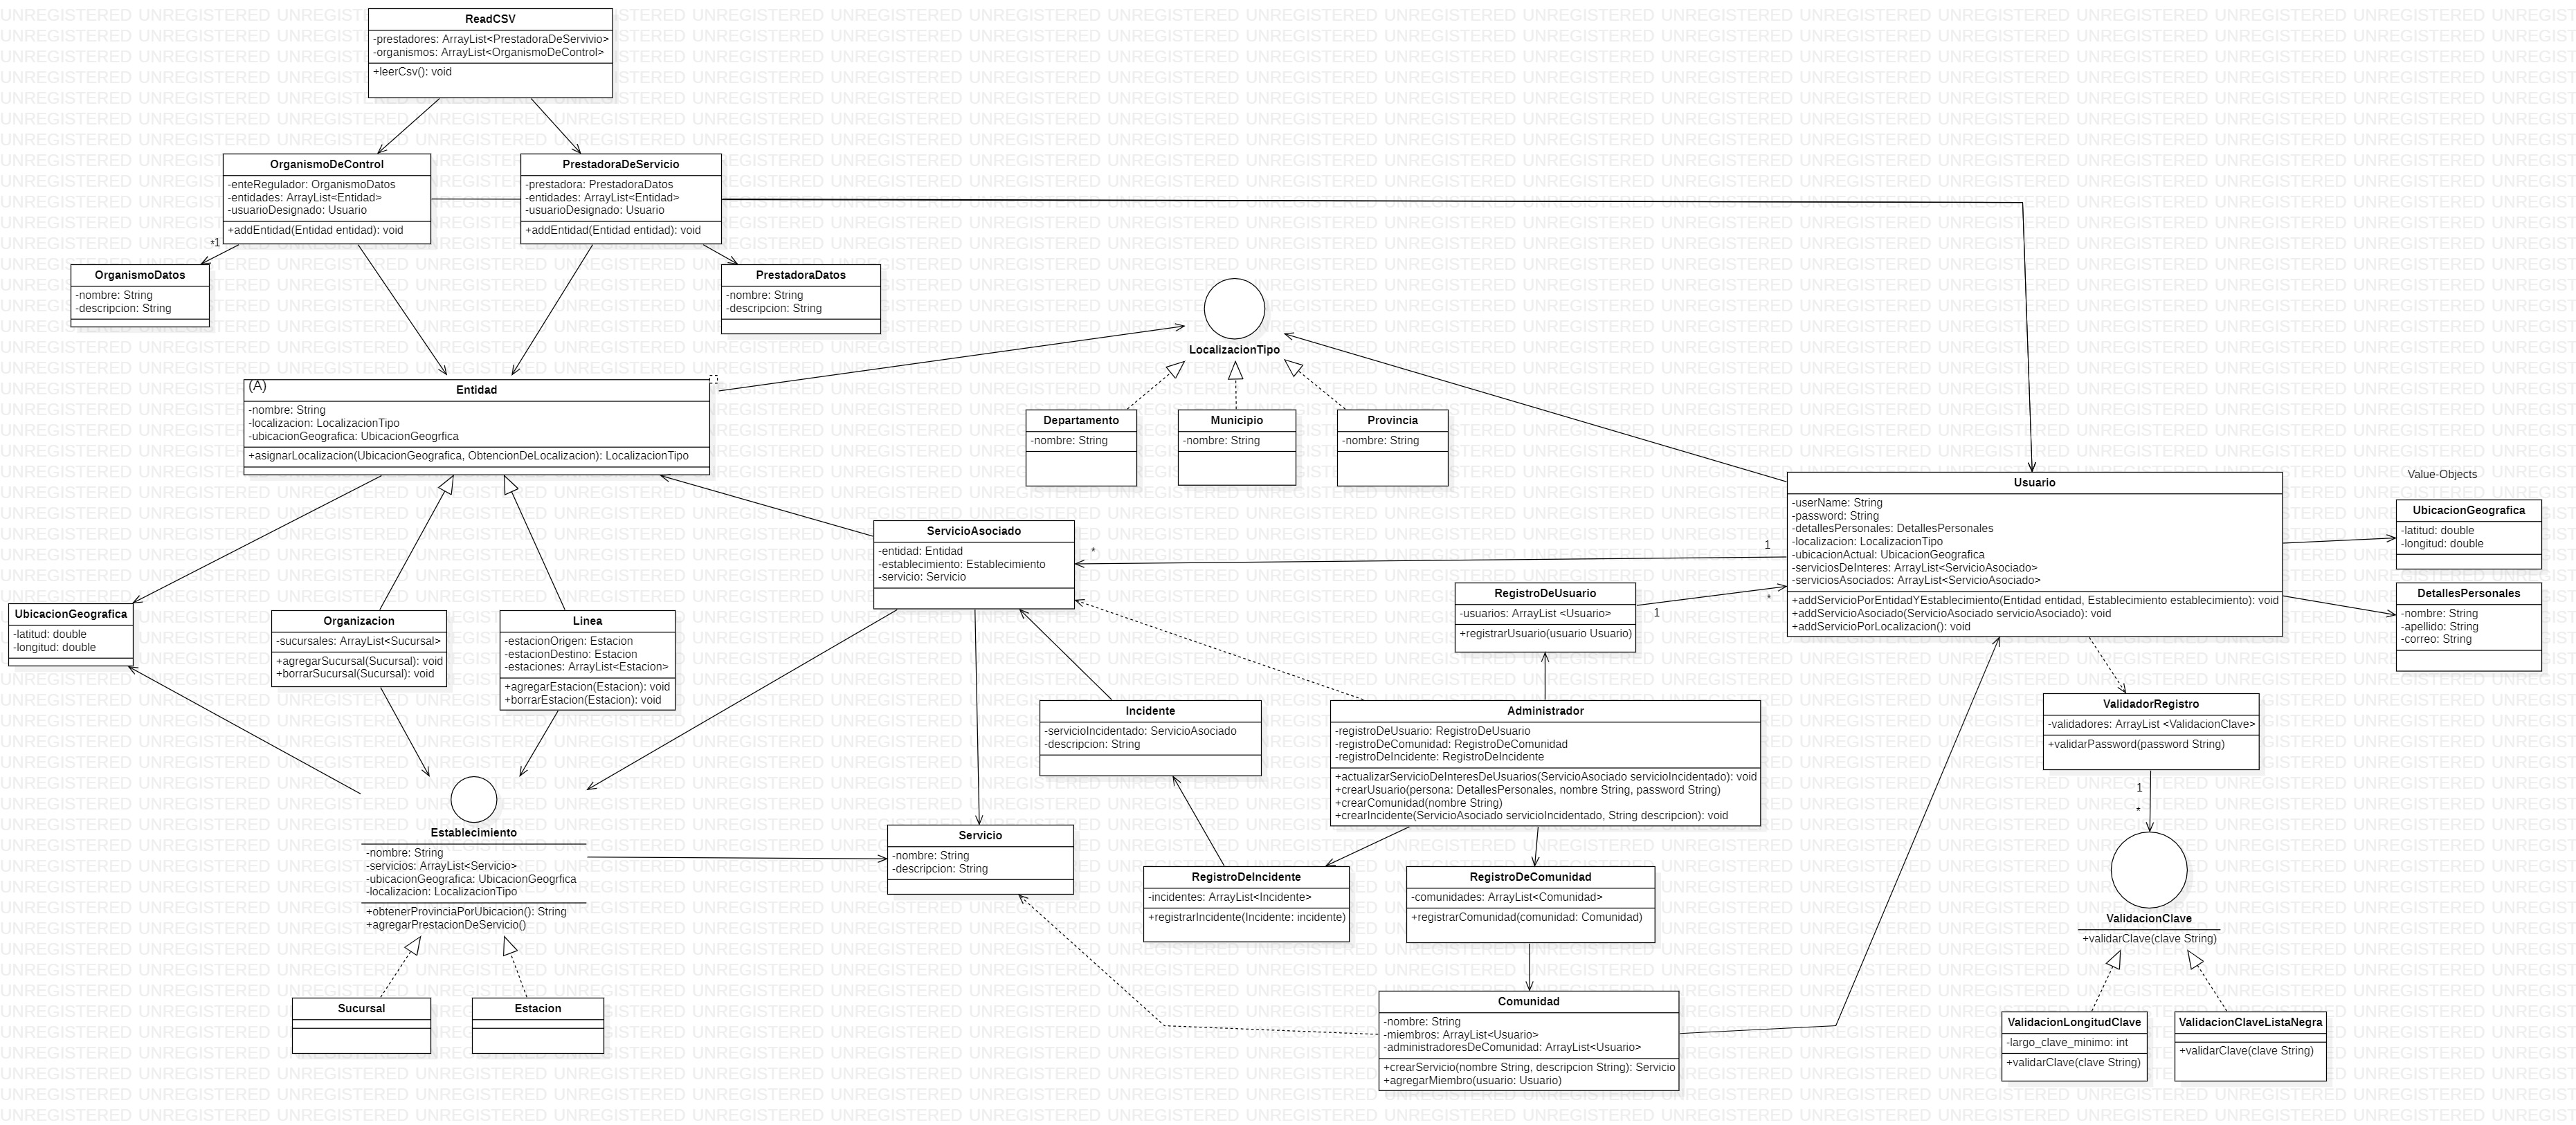 ReadCSV
-prestadores: ArrayList<PrestadoraDeServivio>
-organismos: ArrayList<OrganismoDeControl>
+leerCsv(): void
OrganismoDeControl
-enteRegulador: OrganismoDatos
-entidades: ArrayList<Entidad>
-usuarioDesignado: Usuario
+addEntidad(Entidad entidad): void
PrestadoraDeServicio
-prestadora: PrestadoraDatos
-entidades: ArrayList<Entidad>
-usuarioDesignado: Usuario
+addEntidad(Entidad entidad): void
*1
OrganismoDatos
-nombre: String
-descripcion: String
PrestadoraDatos
-nombre: String
-descripcion: String
LocalizacionTipo
(A)
Entidad
-nombre: String
-localizacion: LocalizacionTipo
-ubicacionGeografica: UbicacionGeogrfica
+asignarLocalizacion(UbicacionGeografica, ObtencionDeLocalizacion): LocalizacionTipo
Departamento
-nombre: String
Municipio
-nombre: String
Provincia
-nombre: String
Usuario
-userName: String
-password: String
-detallesPersonales: DetallesPersonales
-localizacion: LocalizacionTipo
-ubicacionActual: UbicacionGeografica
-serviciosDeInteres: ArrayList<ServicioAsociado>
-serviciosAsociados: ArrayList<ServicioAsociado>
+addServicioPorEntidadYEstablecimiento(Entidad entidad, Establecimiento establecimiento): void
+addServicioAsociado(ServicioAsociado servicioAsociado): void
+addServicioPorLocalizacion(): void
Value-Objects
UbicacionGeografica
-latitud: double
-longitud: double
DetallesPersonales
-nombre: String
-apellido: String
-correo: String
ServicioAsociado
-entidad: Entidad
-establecimiento: Establecimiento
-servicio: Servicio
*
1
RegistroDeUsuario
-usuarios: ArrayList <Usuario>
+registrarUsuario(usuario Usuario)
1
*
UbicacionGeografica
-latitud: double
-longitud: double
Organizacion
-sucursales: ArrayList<Sucursal>
+agregarSucursal(Sucursal): void
+borrarSucursal(Sucursal): void
Linea
-estacionOrigen: Estacion
-estacionDestino: Estacion
-estaciones: ArrayList<Estacion>
+agregarEstacion(Estacion): void
+borrarEstacion(Estacion): void
Incidente
-servicioIncidentado: ServicioAsociado
-descripcion: String
Administrador
-registroDeUsuario: RegistroDeUsuario
-registroDeComunidad: RegistroDeComunidad
-registroDeIncidente: RegistroDeIncidente
+actualizarServicioDeInteresDeUsuarios(ServicioAsociado servicioIncidentado): void
+crearUsuario(persona: DetallesPersonales, nombre String, password String)
+crearComunidad(nombre String)
+crearIncidente(ServicioAsociado servicioIncidentado, String descripcion): void
ValidadorRegistro
-validadores: ArrayList <ValidacionClave>
+validarPassword(password String)
1
*
Establecimiento
-nombre: String
-servicios: ArrayList<Servicio>
-ubicacionGeografica: UbicacionGeogrfica
-localizacion: LocalizacionTipo
+obtenerProvinciaPorUbicacion(): String
+agregarPrestacionDeServicio()
Servicio
-nombre: String
-descripcion: String
RegistroDeIncidente
-incidentes: ArrayList<Incidente>
+registrarIncidente(Incidente: incidente)
RegistroDeComunidad
-comunidades: ArrayList<Comunidad>
+registrarComunidad(comunidad: Comunidad)
ValidacionClave
+validarClave(clave String)
Sucursal
Estacion
Comunidad
-nombre: String
-miembros: ArrayList<Usuario>
-administradoresDeComunidad: ArrayList<Usuario>
+crearServicio(nombre String, descripcion String): Servicio
+agregarMiembro(usuario: Usuario)
ValidacionLongitudClave
-largo_clave_minimo: int
+validarClave(clave String)
ValidacionClaveListaNegra
+validarClave(clave String)